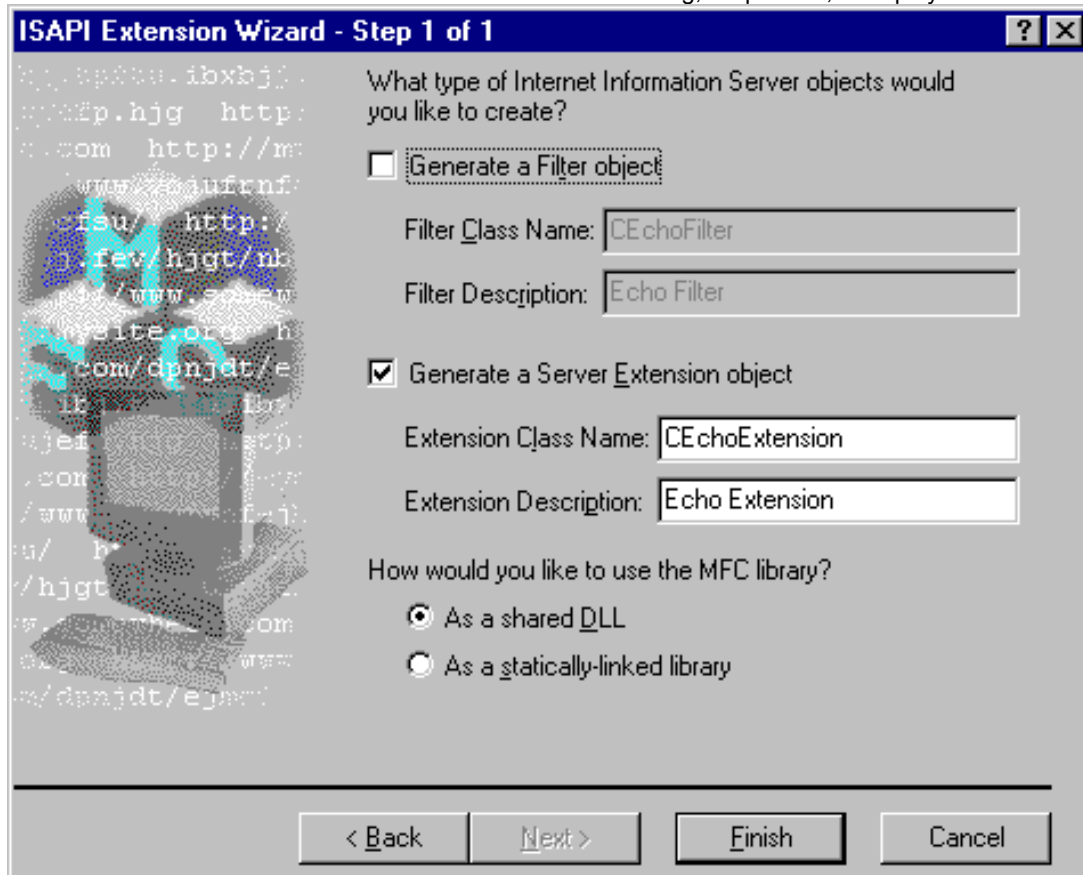 ISAPI Extension Wizard - Step 1 of 1
What type of Internet Information Server objects would
you like to create?
Generate a Filter object
Filter Class Name: CEchoFilter
Filter Description: Echo Filter
Generate a Server Extension object
Extension Class Name: CEchoExtension
Extension Description: Echo Extension
How would you like to use the MFC library?
As a shared DLL
As a statically-linked library
< Back
Next >
Finish
Cancel